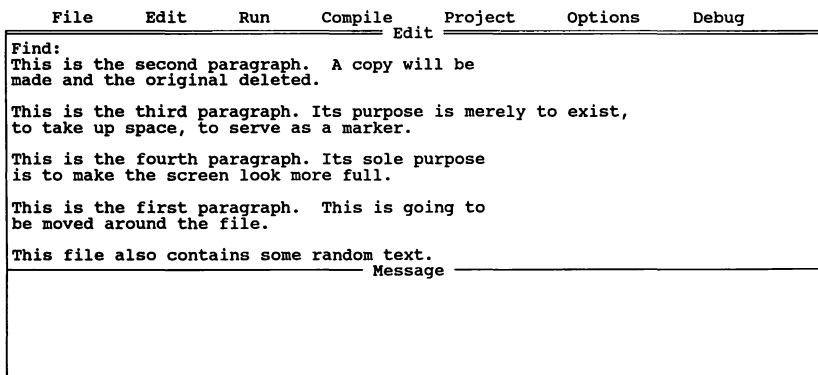 File Edit Run Compile Project Options Debug
Edit
Find:
This is the second paragraph. A copy will be
made and the original deleted.
This is the third paragraph. Its purpose is merely to exist,
to take up space, to serve as a marker.
This is the fourth paragraph. Its sole purpose
is to make the screen look more full.
This is the first paragraph. This is going to
be moved around the file.
This file also contains some random text.
Message